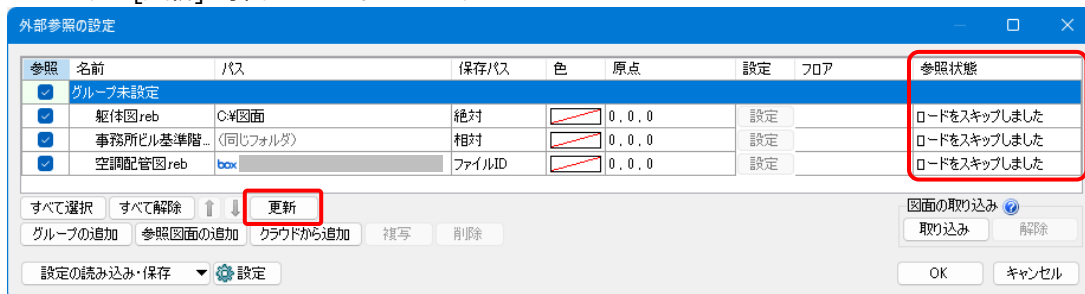 外部参照の設定
参照 名前 パス 保存パス 色 原点 設定 フロア 参照状態
グループ未設定
躯体図.reb C:¥図面 絶対 0, 0, 0 設定 ロードをスキップしました
事務所ビル基準階... (同じフォルダ) 相対 0, 0, 0 設定 ロードをスキップしました
空調配管図.reb box ファイルID 0, 0, 0 設定 ロードをスキップしました
すべて選択 すべて解除 更新 図面の取り込み
グループの追加 参照図面の追加 クラウドから追加 複写 削除 取り込み 解除
設定の読み込み・保存 設定 OK キャンセル